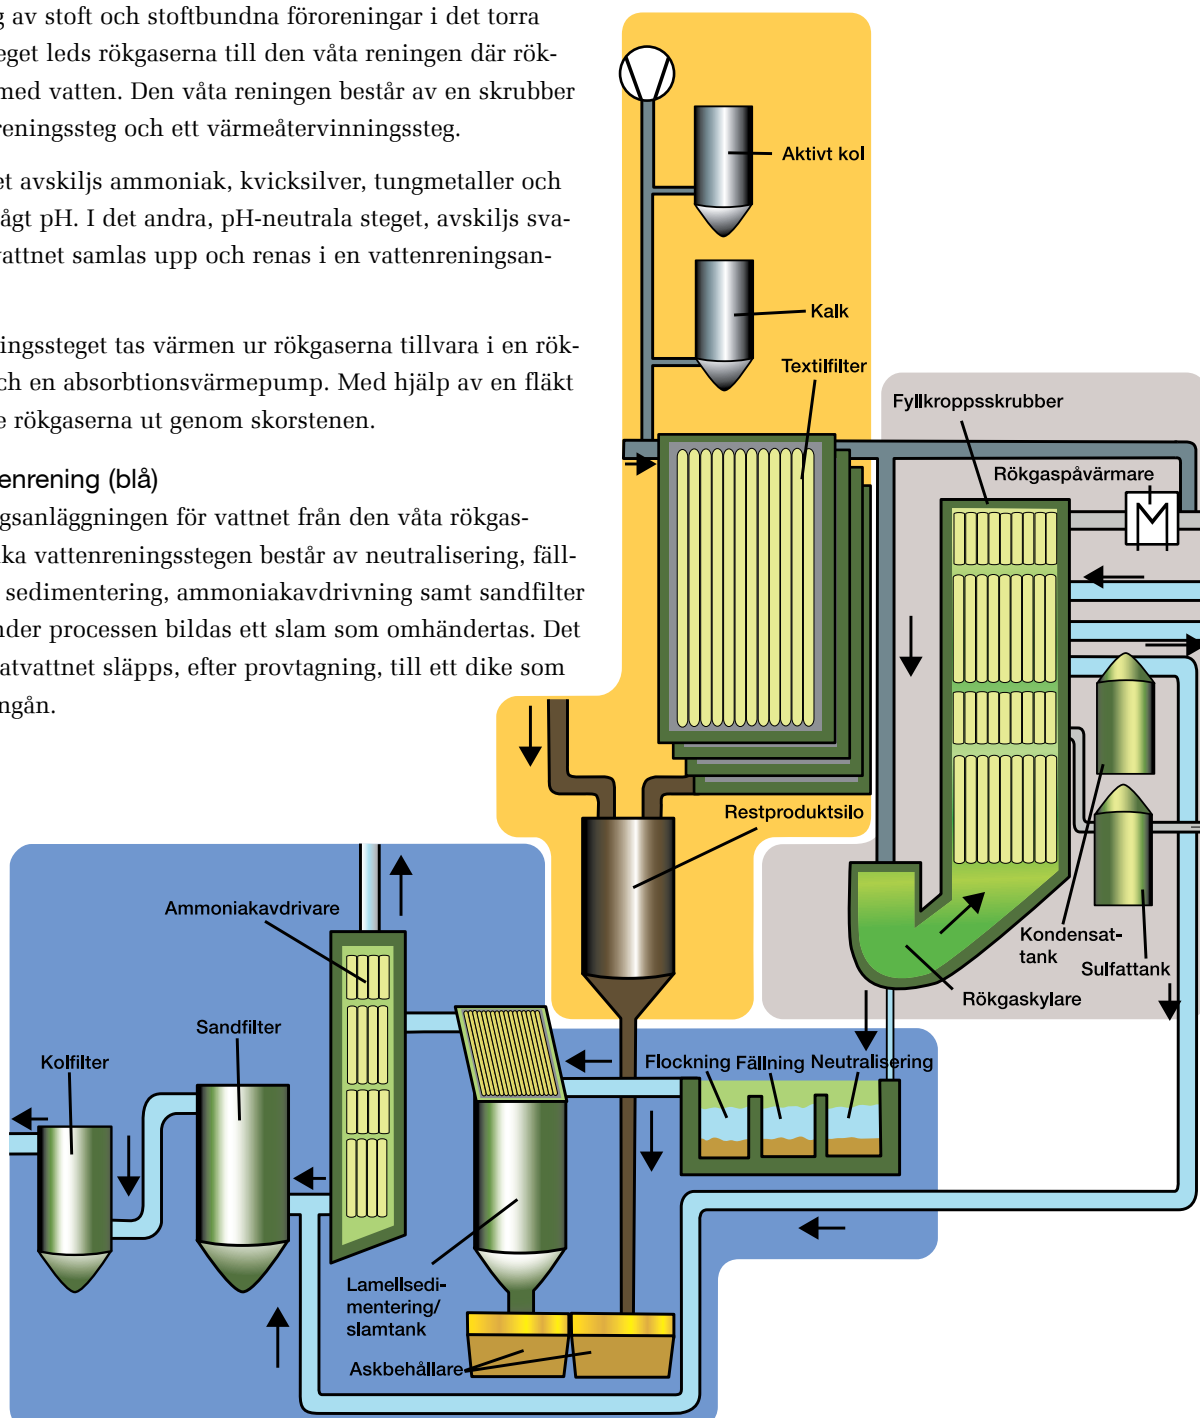 g av stoft och stoftbundna föroreningar i det torra
eget leds rökgaserna till den våta reningen där rök-
med vatten. Den våta reningen består av en skrubber
reningssteg och ett värmeåtervinningssteg.
et avskiljs ammoniak, kvicksilver, tungmetaller och
ågt pH. I det andra, pH-neutrala steget, avskiljs sva-
vattnet samlas upp och renas i en vattenreningsan-
ingssteget tas värmen ur rökgaserna tillvara i en rök-
ch en absorbtionsvärmepump. Med hjälp av en fläkt
e rökgaserna ut genom skorstenen.
enrening (blå)
gsanläggningen för vattnet från den våta rökgas-
ika vattenreningsstegen består av neutralisering, fäll-
sedimentering, ammoniakavdrivning samt sandfilter
nder processen bildas ett slam som omhändertas. Det
atvattnet släpps, efter provtagning, till ett dike som
ngån.
Aktivt kol
Kalk
Textilfilter
Fyllkroppsskrubber
Rökgaspåvärmare
Restproduktsilo
Ammoniakavdrivare
Kondensat-
tank
Sulfattank
Rökgaskylare
Sandfilter
Kolfilter
Flockning Fällning Neutralisering
Lamellsedi-
mentering/
slamtank
Askbehållare